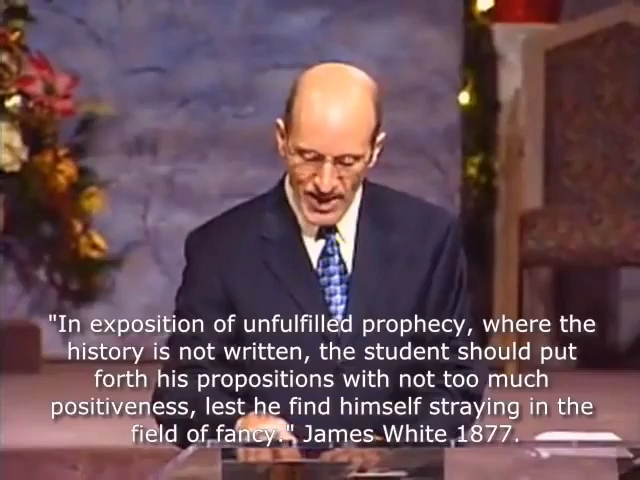 "In exposition of unfulfilled prophecy, where the
history is not written, the student should put
forth his propositions with not too much
positiveness, lest he find himself straying in the
field of fancy." James White 1877.